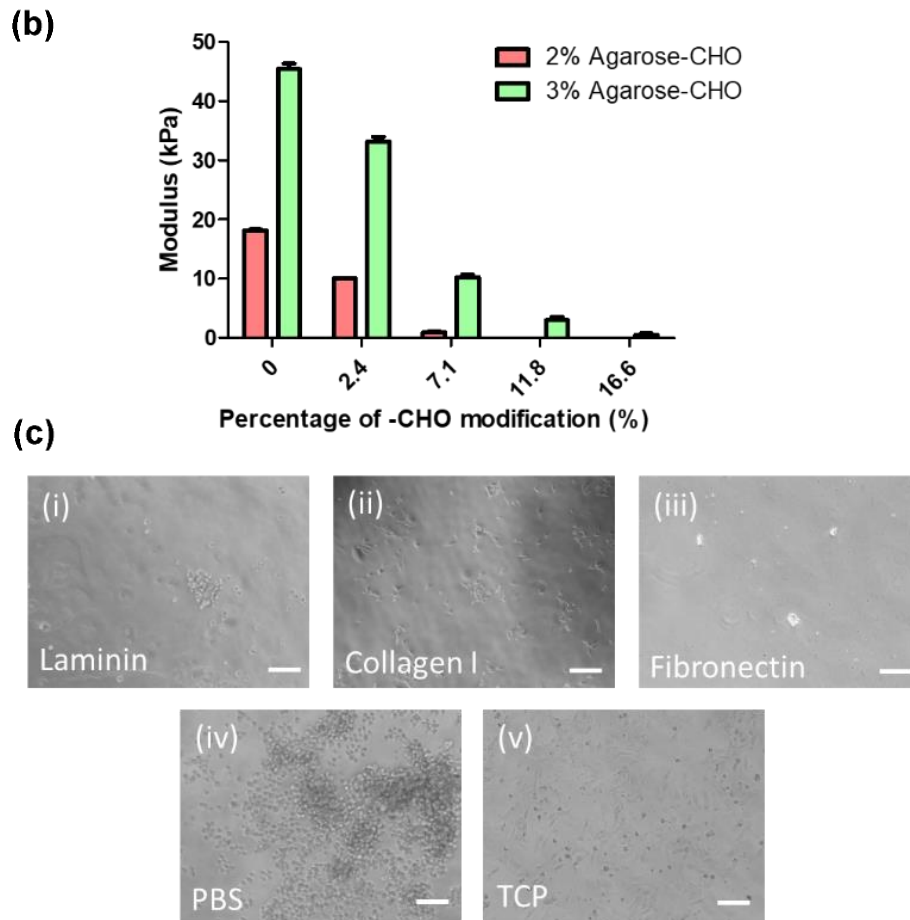 (b)
50
40
30
20
10
0
Modulus (kPa)
2% Agarose-CHO
3% Agarose-CHO
0
2.4
7.1
11.8
16.6
Percentage of -CHO modification (%)
(c)
(i)
Laminin
(ii)
Collagen I
(iii)
Fibronectin
(iv)
PBS
(v)
TCP